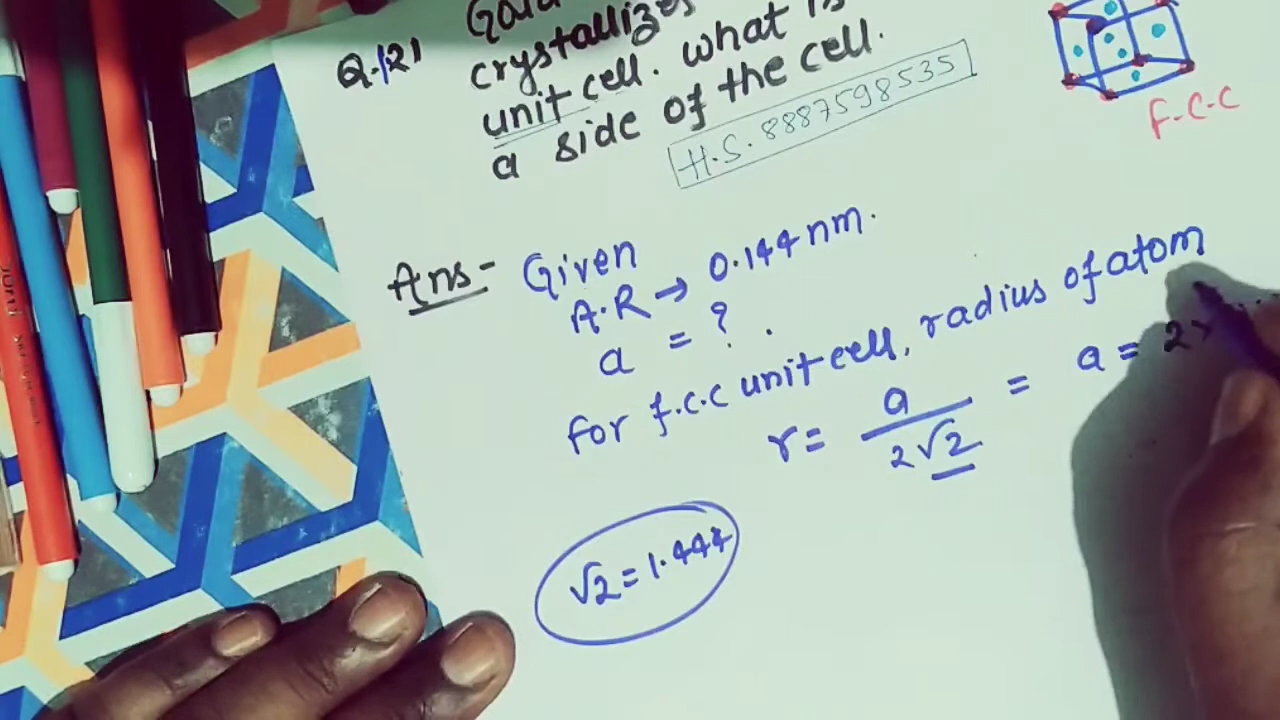 Q.121
crystallizes
unit cell. what is
a side of the cell.
H.S. 8887598535
F.C.C
Ans- Given
A.R → 0.144 nm.
a = ?
for f.c.c unit cell, radius of atom
r = a / 2√2 = a = 2
√2 = 1.444